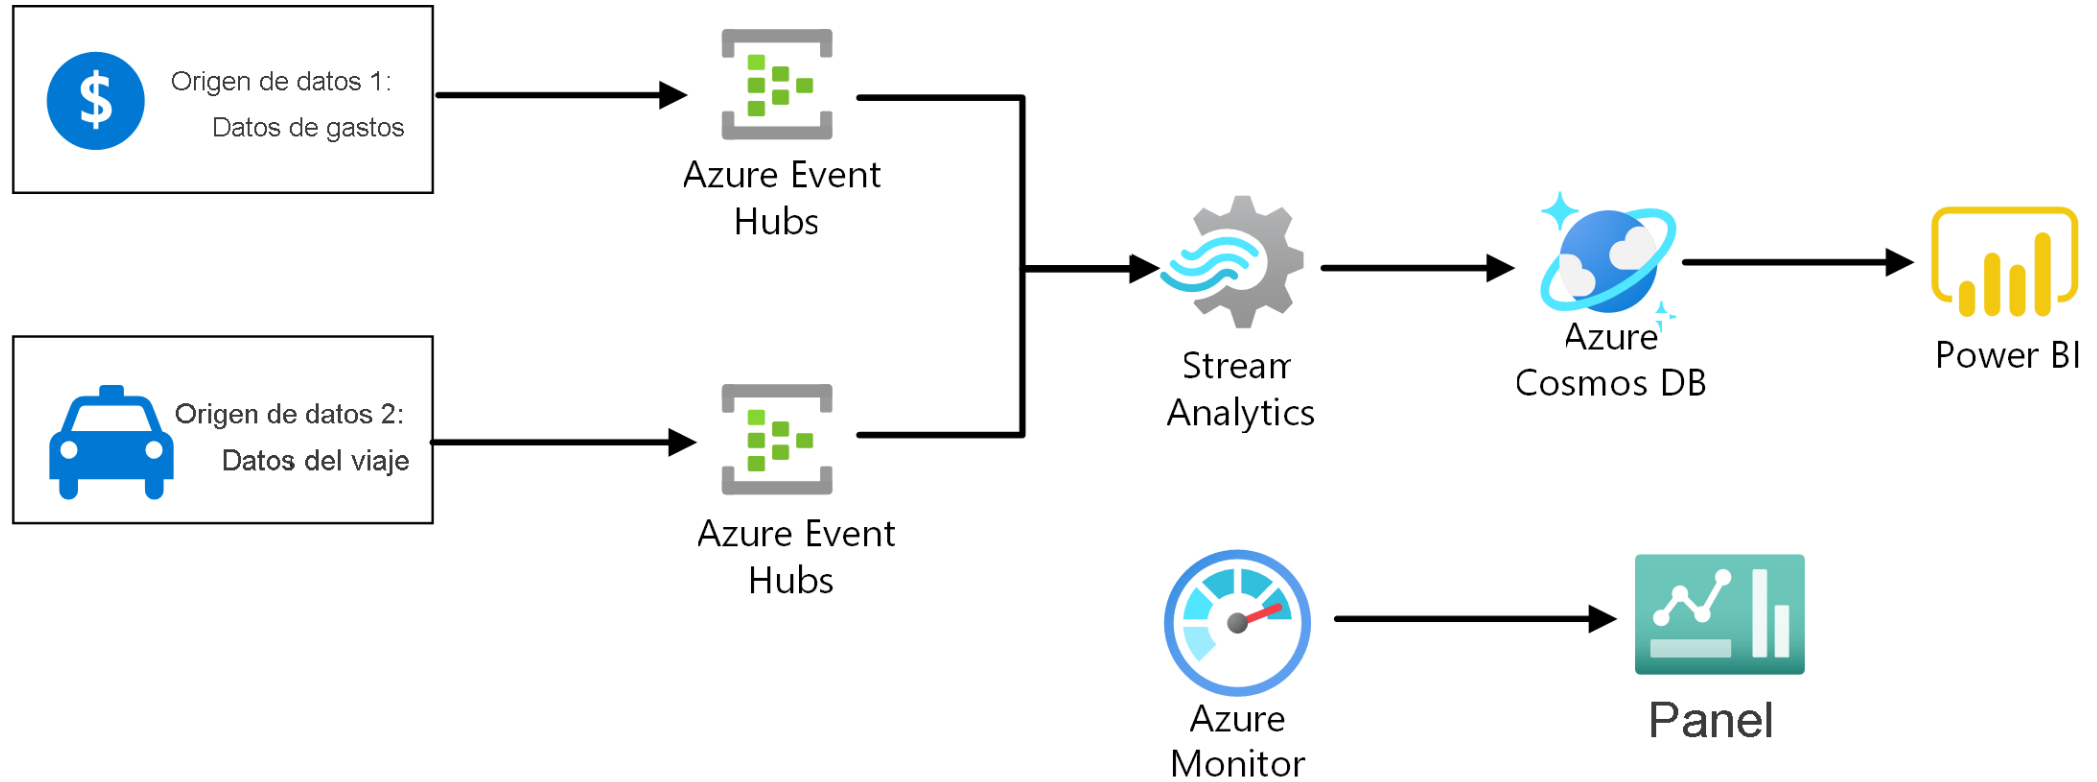 Origen de datos 1:
Datos de gastos
Azure Event
Hubs
Origen de datos 2:
Datos del viaje
Azure Event
Hubs
Stream
Analytics
Azure
Cosmos DB
Power BI
Azure
Monitor
Panel